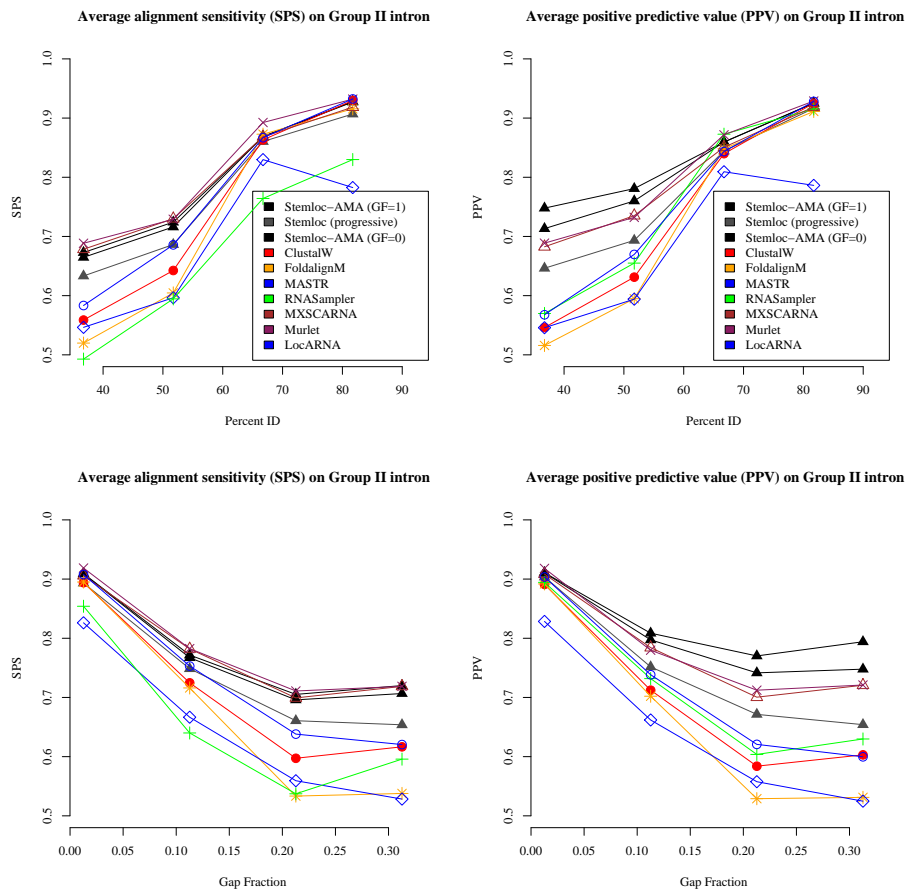 Average alignment sensitivity (SPS) on Group II intron
SPS
1.0
0.9
0.8
0.7
0.6
0.5
Stemloc-AMA (GF=1)
Stemloc (progressive)
Stemloc-AMA (GF=0)
ClustalW
FoldalignM
MASTR
RNASampler
MXSCARNA
Murlet
LocARNA
40 50 60 70 80 90
Percent ID
Average positive predictive value (PPV) on Group II intron
PPV
1.0
0.9
0.8
0.7
0.6
0.5
Stemloc-AMA (GF=1)
Stemloc (progressive)
Stemloc-AMA (GF=0)
ClustalW
FoldalignM
MASTR
RNASampler
MXSCARNA
Murlet
LocARNA
40 50 60 70 80 90
Percent ID
Average alignment sensitivity (SPS) on Group II intron
SPS
1.0
0.9
0.8
0.7
0.6
0.5
0.00 0.05 0.10 0.15 0.20 0.25 0.30
Gap Fraction
Average positive predictive value (PPV) on Group II intron
PPV
1.0
0.9
0.8
0.7
0.6
0.5
0.00 0.05 0.10 0.15 0.20 0.25 0.30
Gap Fraction